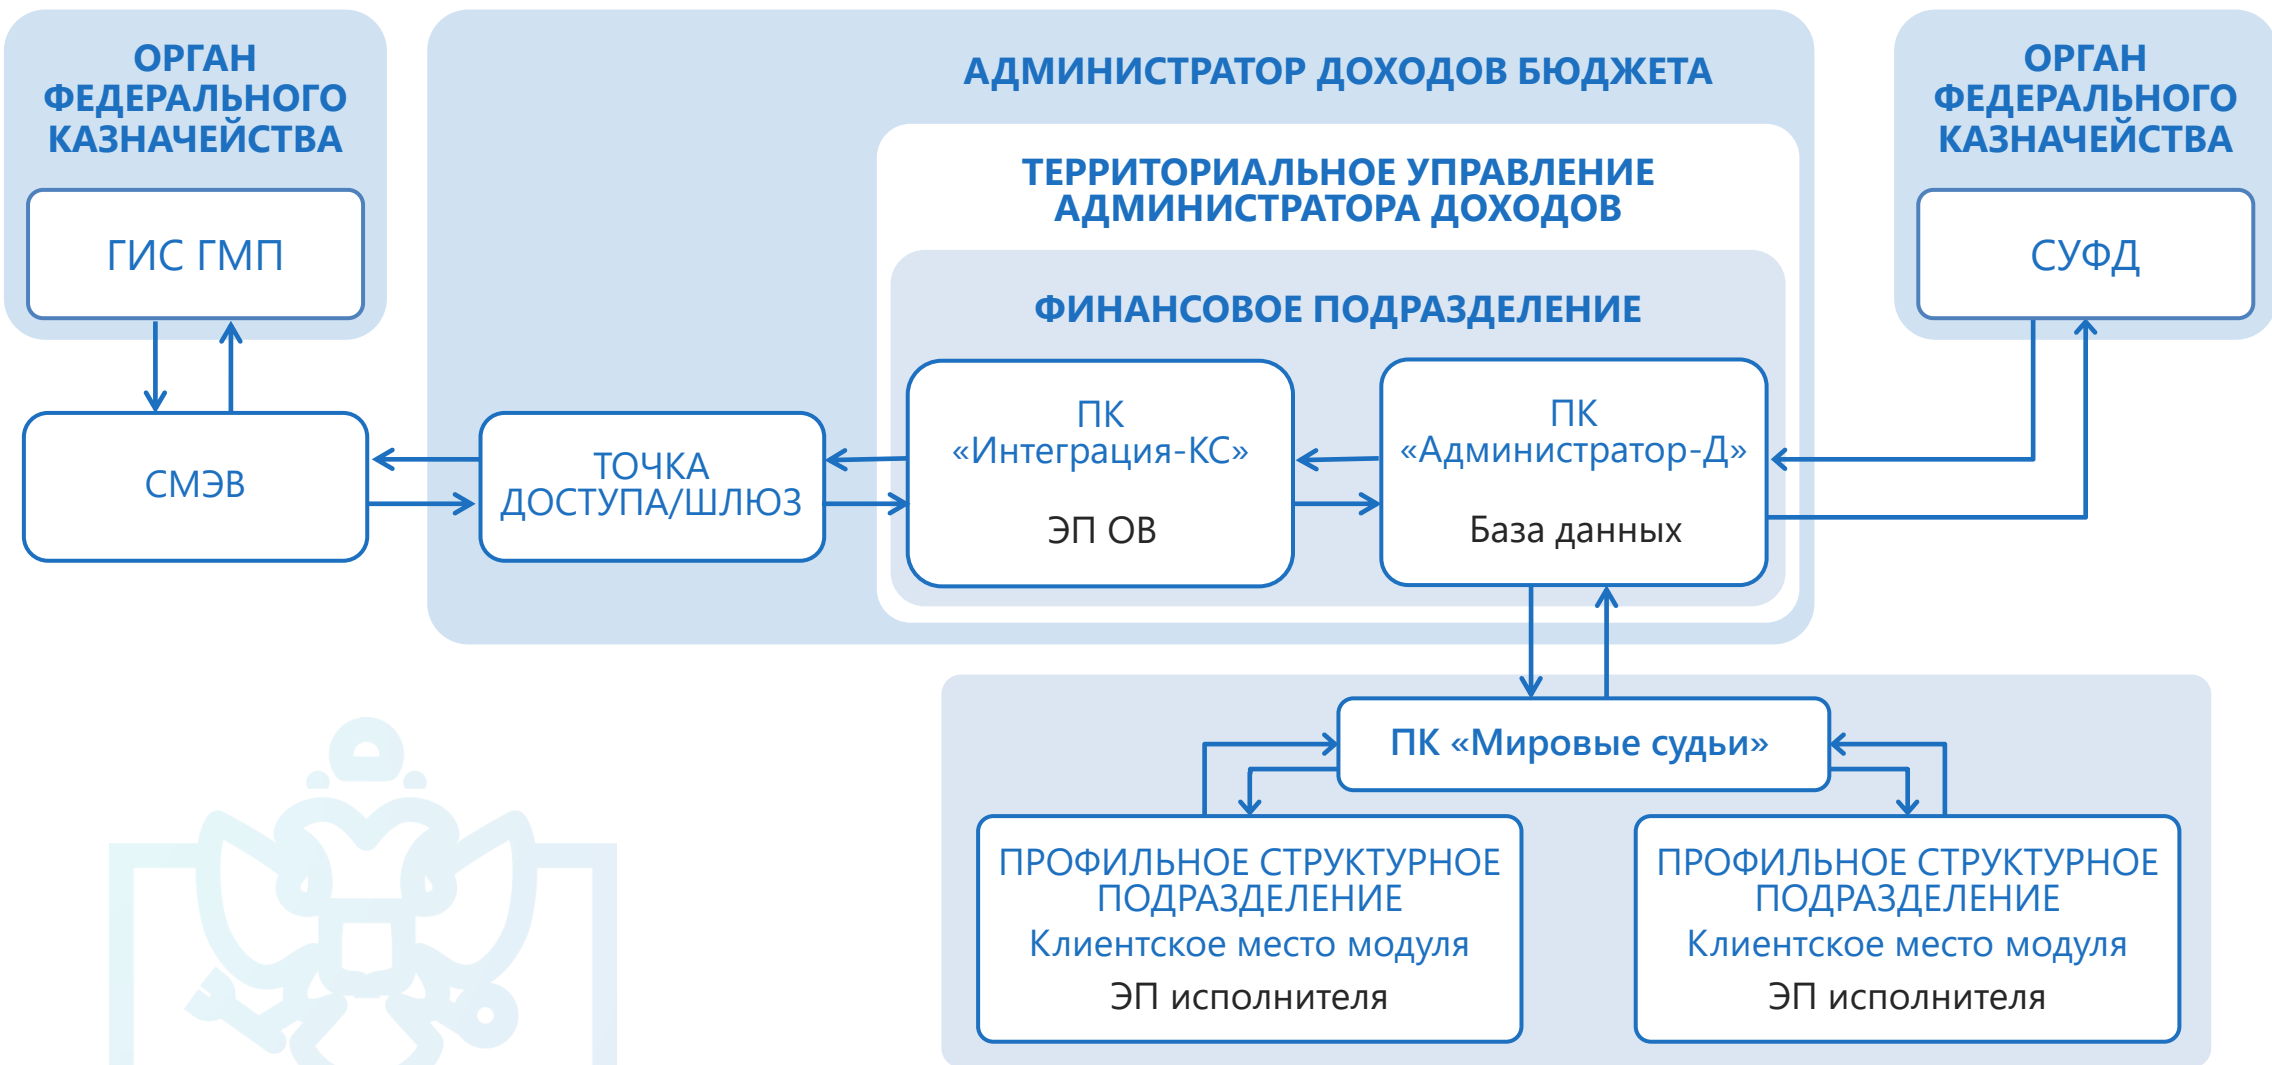 ОРГАН
ФЕДЕРАЛЬНОГО
КАЗНАЧЕЙСТВА
ГИС ГМП
СМЭВ
АДМИНИСТРАТОР ДОХОДОВ БЮДЖЕТА
ТЕРРИТОРИАЛЬНОЕ УПРАВЛЕНИЕ
АДМИНИСТРАТОРА ДОХОДОВ
ФИНАНСОВОЕ ПОДРАЗДЕЛЕНИЕ
ТОЧКА
ДОСТУПА/ШЛЮЗ
ПК
«Интеграция-КС»
ЭП ОВ
ПК
«Администратор-Д»
База данных
ОРГАН
ФЕДЕРАЛЬНОГО
КАЗНАЧЕЙСТВА
СУФД
ПК «Мировые судьи»
ПРОФИЛЬНОЕ СТРУКТУРНОЕ
ПОДРАЗДЕЛЕНИЕ
Клиентское место модуля
ЭП исполнителя
ПРОФИЛЬНОЕ СТРУКТУРНОЕ
ПОДРАЗДЕЛЕНИЕ
Клиентское место модуля
ЭП исполнителя